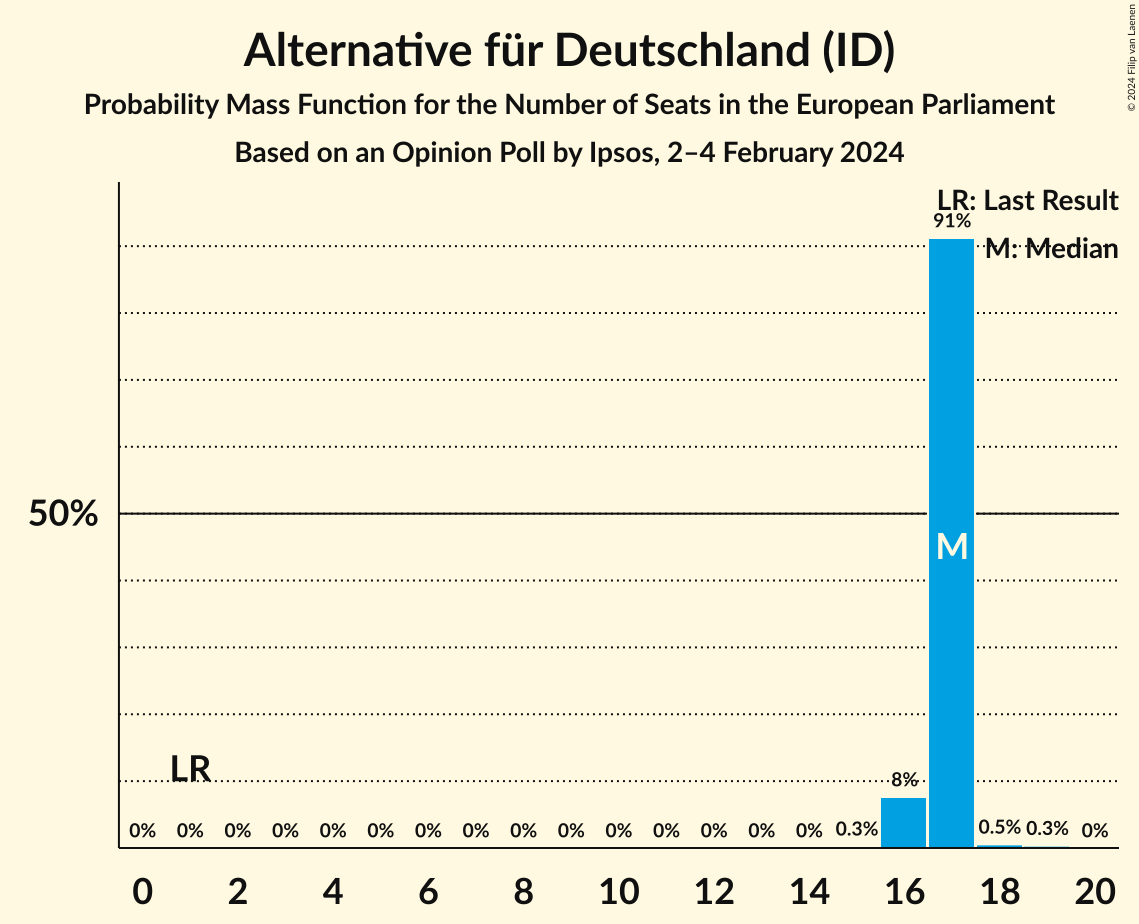 Alternative für Deutschland (ID)
Probability Mass Function for the Number of Seats in the European Parliament
Based on an Opinion Poll by Ipsos, 2–4 February 2024
© 2024 Filip van Laenen
LR: Last Result
91%
M: Median
50%
M
LR
8%
0% 0% 0% 0% 0% 0% 0% 0% 0% 0% 0% 0% 0% 0% 0% 0.3% 0.5% 0.3% 0%
0 2 4 6 8 10 12 14 16 18 20